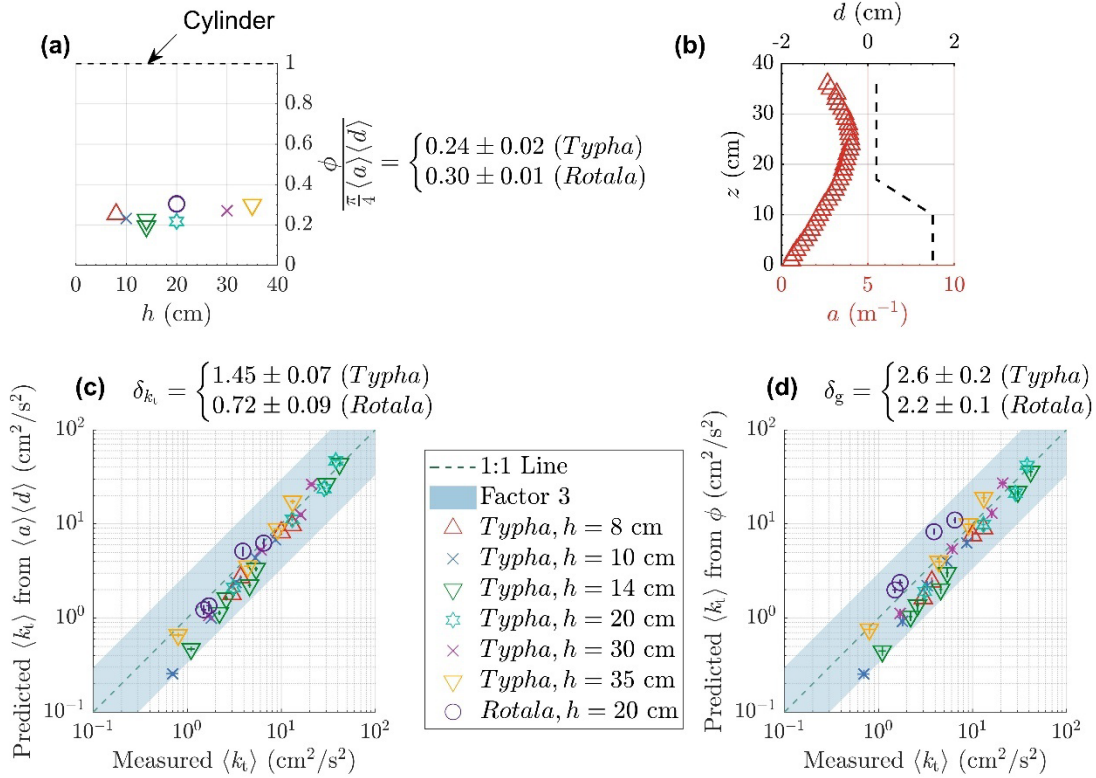 (a)
Cylinder
1
0.8
0.6
0.4
0.2
0
10 20 30 40
h (cm)
ϕ / (π/4 ⟨a⟩⟨d⟩) = { 0.24 ± 0.02 (Typha)
0.30 ± 0.01 (Rotala)
(b)
d (cm)
-2 0 2
40
30
20
10
0
z (cm)
0 5 10
a (m⁻¹)
(c)
δkₜ = { 1.45 ± 0.07 (Typha)
0.72 ± 0.09 (Rotala)
Predicted ⟨kₜ⟩ from ⟨a⟩⟨d⟩ (cm²/s²)
10²
10¹
10⁰
10⁻¹
10⁻¹ 10⁰ 10¹ 10²
Measured ⟨kₜ⟩ (cm²/s²)
1:1 Line
Factor 3
Typha, h = 8 cm
Typha, h = 10 cm
Typha, h = 14 cm
Typha, h = 20 cm
Typha, h = 30 cm
Typha, h = 35 cm
Rotala, h = 20 cm
(d)
δg = { 2.6 ± 0.2 (Typha)
2.2 ± 0.1 (Rotala)
Predicted ⟨kₜ⟩ from ϕ (cm²/s²)
10²
10¹
10⁰
10⁻¹
10⁻¹ 10⁰ 10¹ 10²
Measured ⟨kₜ⟩ (cm²/s²)